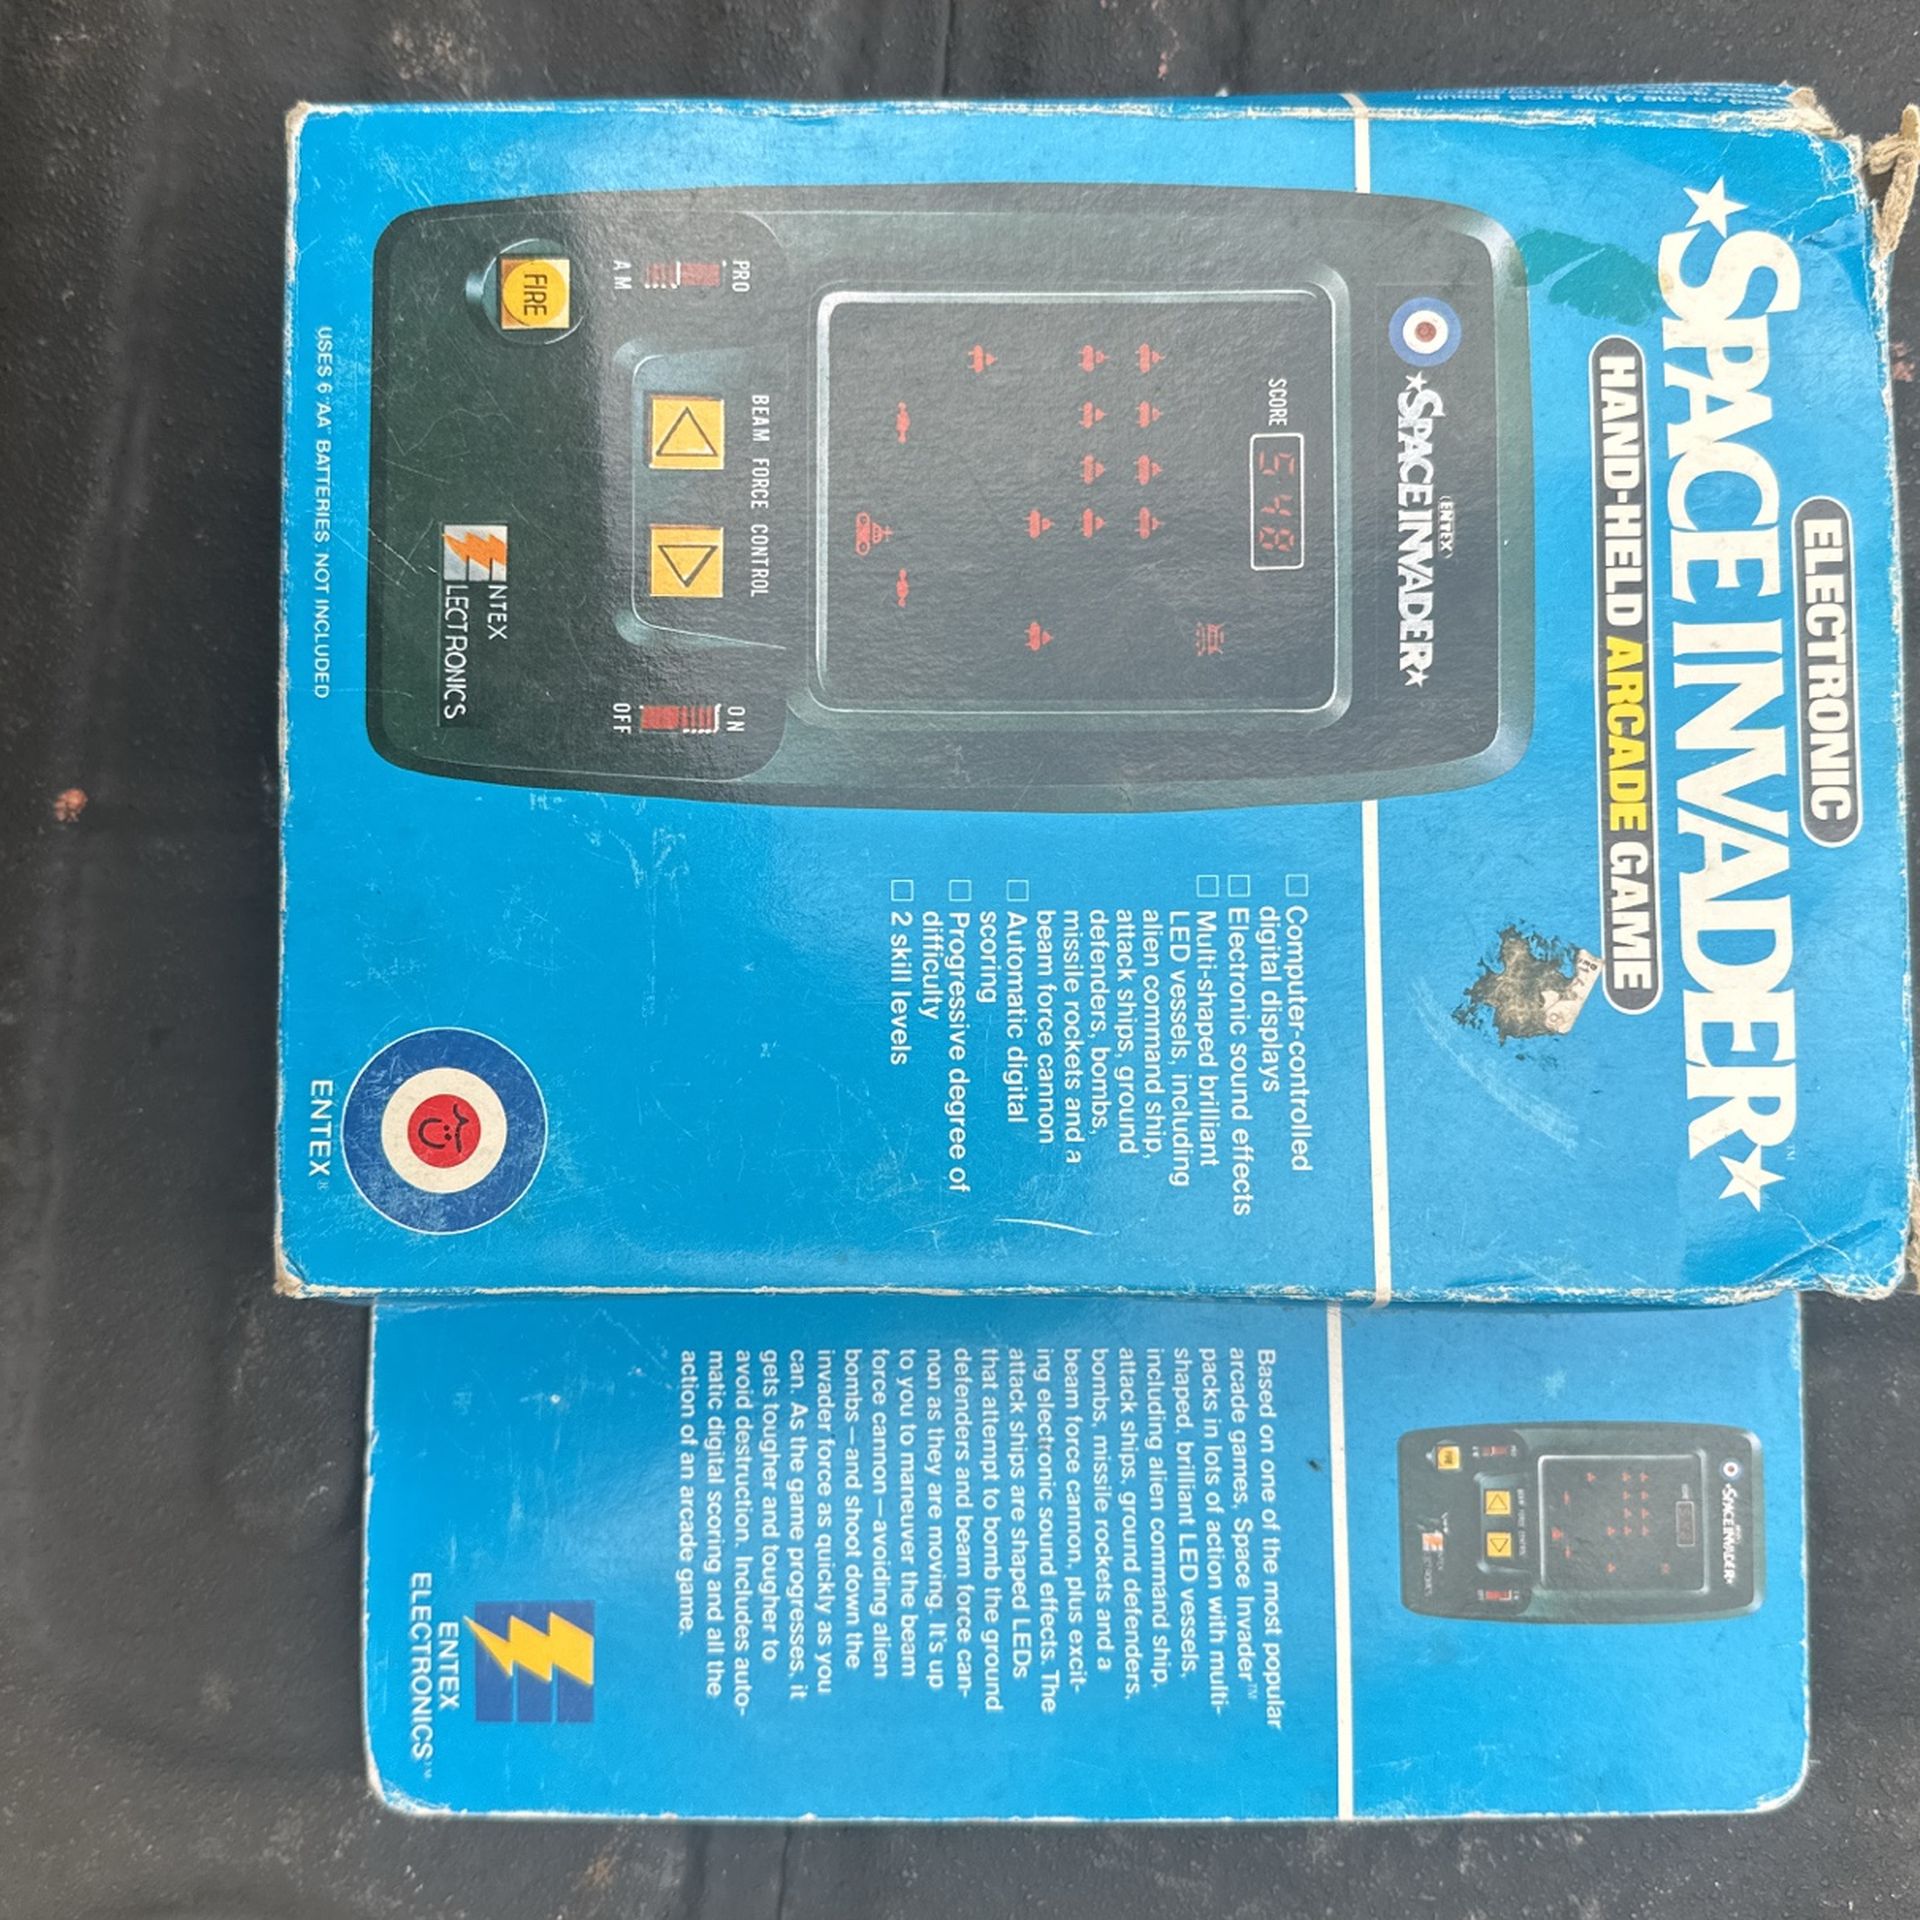 ELECTRONIC
SPACE INVADER™
HAND-HELD ARCADE GAME
ENTEX
SPACE INVADER
SCORE 548
PRO
A M
BEAM FORCE CONTROL
ON
OFF
FIRE
ENTEX
ELECTRONICS
USES 6 "AA" BATTERIES, NOT INCLUDED
□ Computer-controlled
digital displays
□ Electronic sound effects
□ Multi-shaped brilliant
LED vessels, including
alien command ship,
attack ships, ground
defenders, bombs,
missile rockets and a
beam force cannon
□ Automatic digital
scoring
□ Progressive degree of
difficulty
□ 2 skill levels
ENTEX®
SPACE INVADER
FIRE
Based on one of the most popular
arcade games, Space Invader™
packs in lots of action with multi-
shaped, brilliant LED vessels,
including alien command ship,
attack ships, ground defenders,
bombs, missile rockets and a
beam force cannon, plus excit-
ing electronic sound effects. The
attack ships are shaped LEDs
that attempt to bomb the ground
defenders and beam force can-
non as they are moving. It's up
to you to maneuver the beam
force cannon—avoiding alien
bombs—and shoot down the
invader force as quickly as you
can. As the game progresses, it
gets tougher and tougher to
avoid destruction. Includes auto-
matic digital scoring and all the
action of an arcade game.
ENTEX
ELECTRONICS™